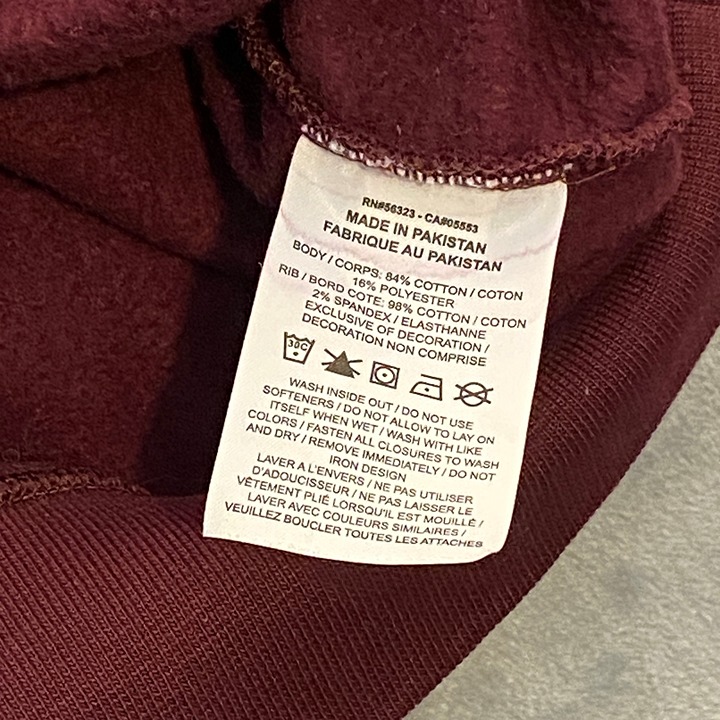 RN#56323 - CA#05553
MADE IN PAKISTAN
FABRIQUE AU PAKISTAN
BODY / CORPS: 84% COTTON / COTON
16% POLYESTER
RIB / BORD COTE: 98% COTTON / COTON
2% SPANDEX / ELASTHANNE
EXCLUSIVE OF DECORATION /
DECORATION NON COMPRISE
30C
WASH INSIDE OUT / DO NOT USE
SOFTENERS / DO NOT ALLOW TO LAY ON
ITSELF WHEN WET / WASH WITH LIKE
COLORS / FASTEN ALL CLOSURES TO WASH
AND DRY / REMOVE IMMEDIATELY / DO NOT
IRON DESIGN
LAVER A L'ENVERS / NE PAS UTILISER
D'ADOUCISSEUR / NE PAS LAISSER LE
VÊTEMENT PLIÉ LORSQU'IL EST MOUILLÉ /
LAVER AVEC COULEURS SIMILAIRES /
VEUILLEZ BOUCLER TOUTES LES ATTACHES